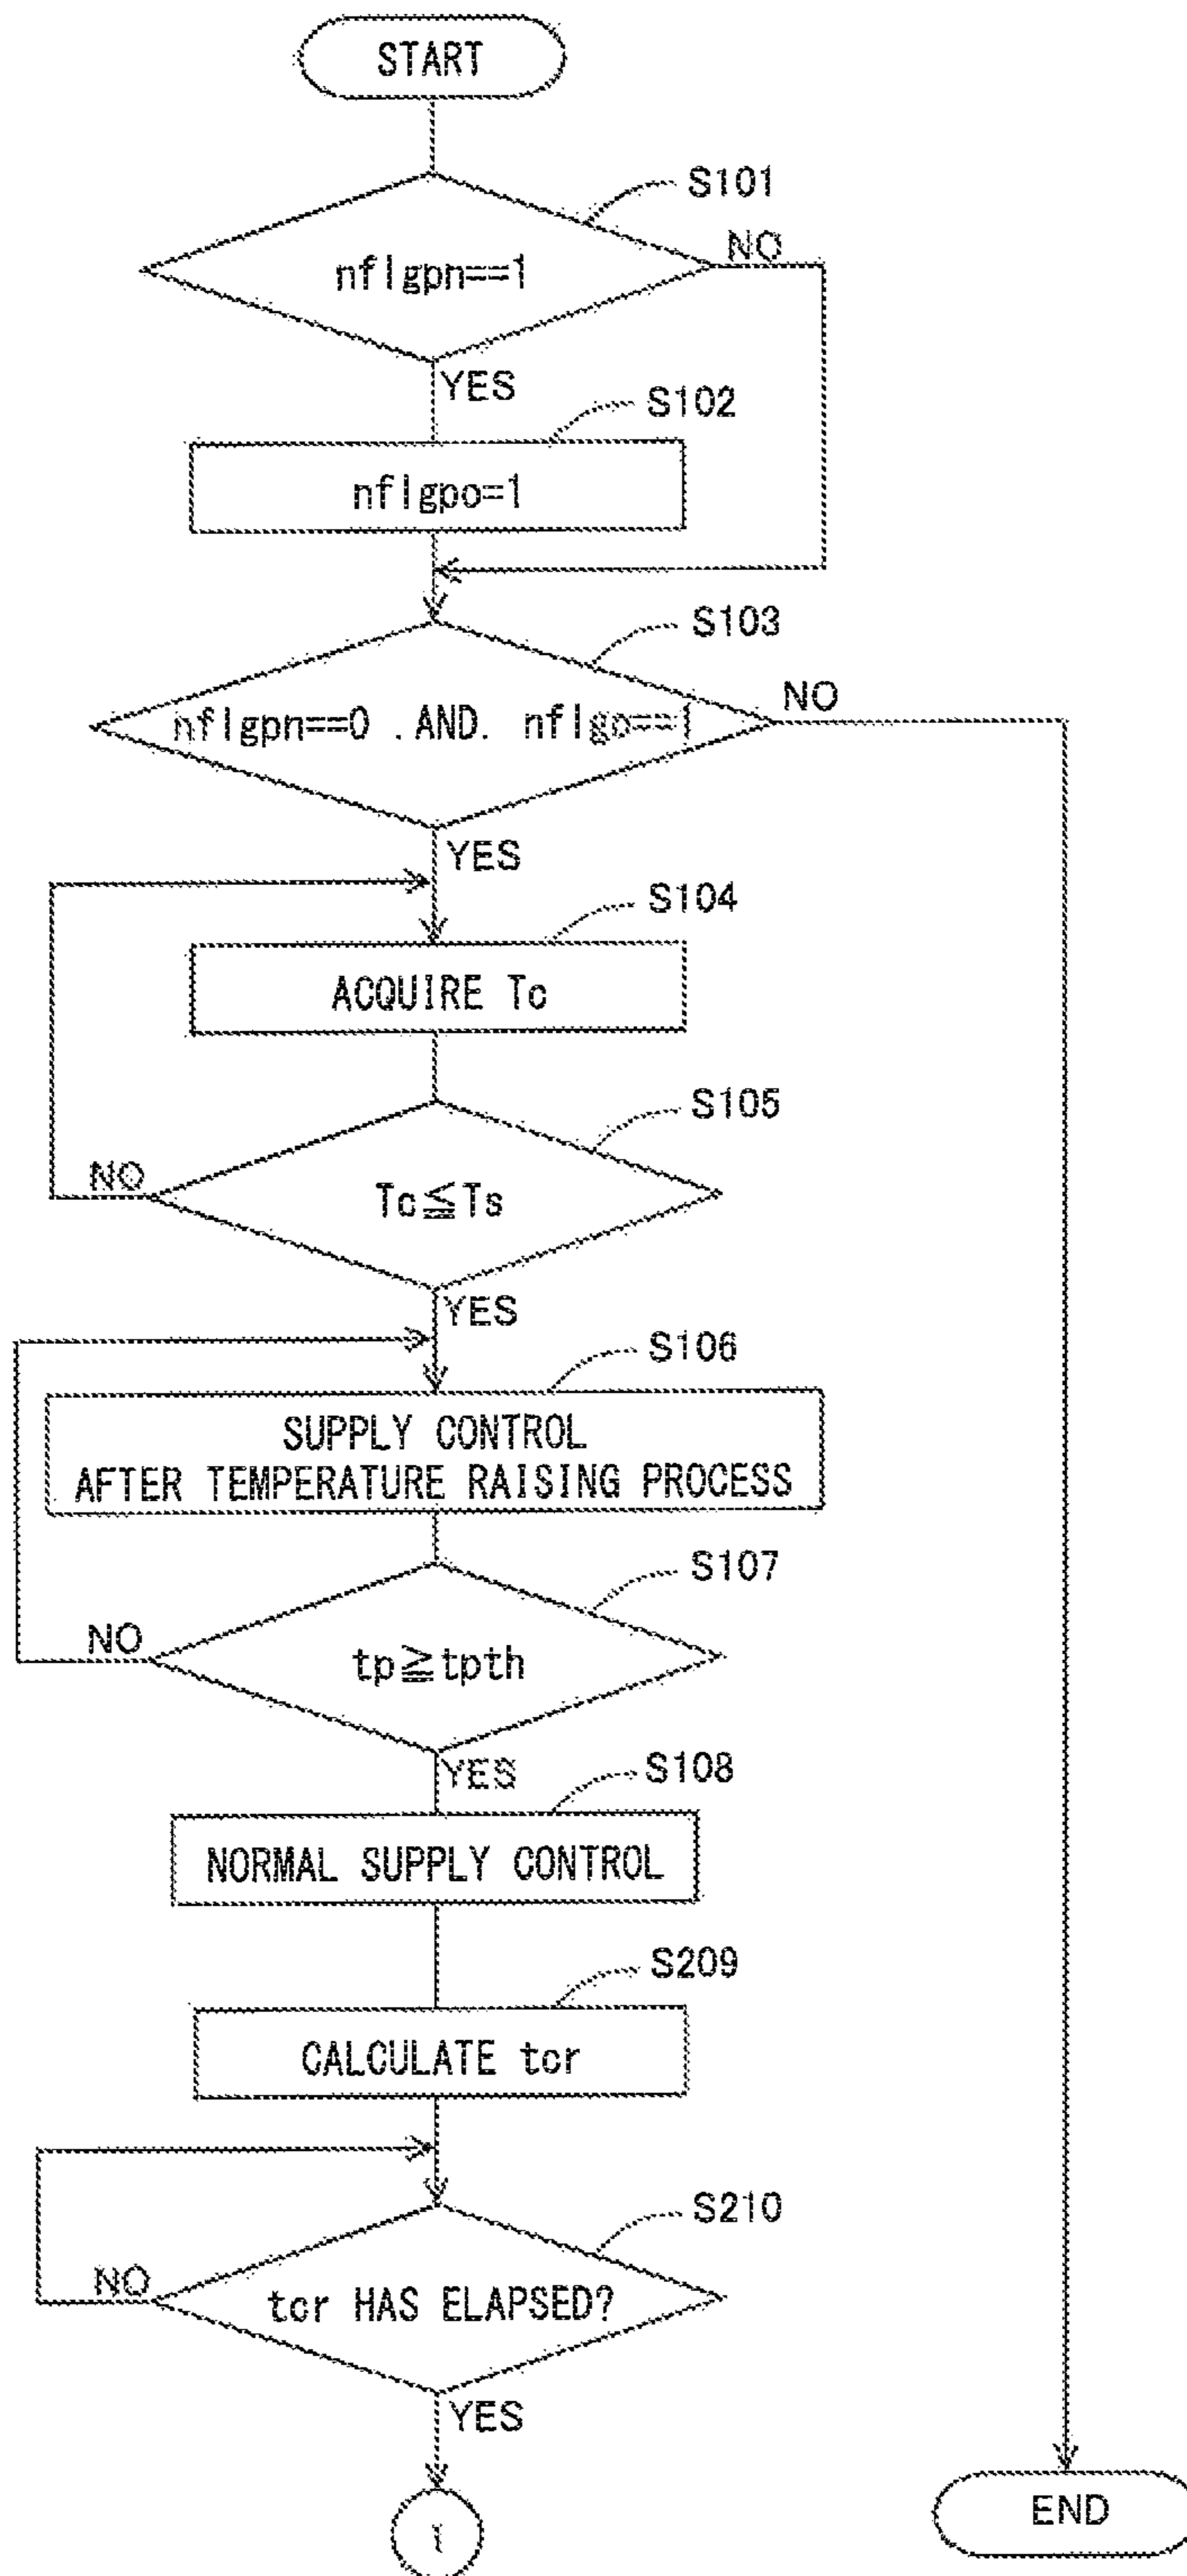 START
S101
nflgpn==1
NO
YES
S102
nflgpo=1
S103
nflgpn==0 .AND. nflgo==1
NO
YES
S104
ACQUIRE Tc
S105
Tc≦Ts
NO
YES
S106
SUPPLY CONTROL
AFTER TEMPERATURE RAISING PROCESS
S107
tp≧tpth
NO
YES
S108
NORMAL SUPPLY CONTROL
S209
CALCULATE tcr
S210
tcr HAS ELAPSED?
NO
YES
1
END